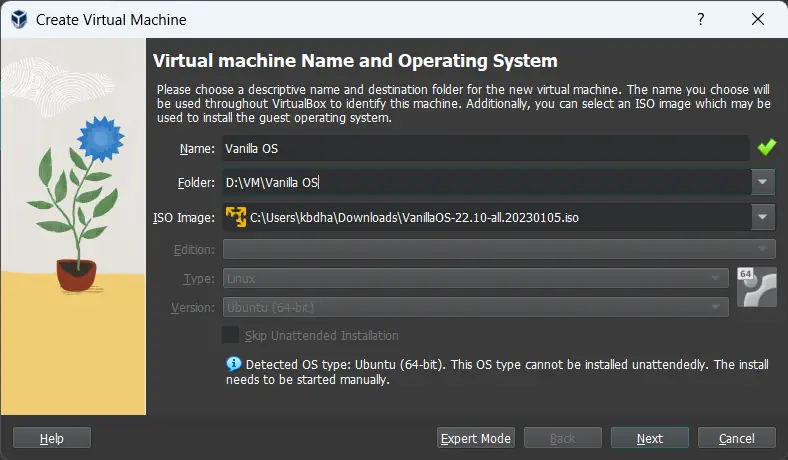 Create Virtual Machine
?
Virtual machine Name and Operating System
Please choose a descriptive name and destination folder for the new virtual machine. The name you choose will
be used throughout VirtualBox to identify this machine. Additionally, you can select an ISO image which may be
used to install the guest operating system.
Name: Vanilla OS
Folder: D:\VM\Vanilla OS
ISO Image: C:\Users\kbdha\Downloads\VanillaOS-22.10-all.20230105.iso
Edition:
Type: Linux
64
Version: Ubuntu (64-bit)
Skip Unattended Installation
Detected OS type: Ubuntu (64-bit). This OS type cannot be installed unattendedly. The install
needs to be started manually.
Help Expert Mode Back Next Cancel